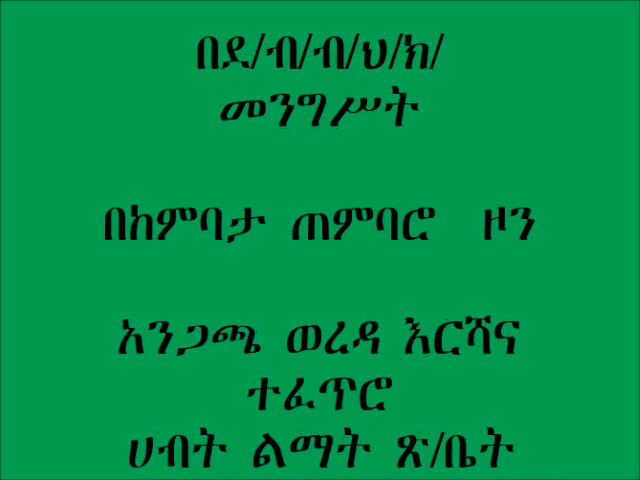 በደ/ብ/ብ/ህ/ክ/
መንግሥት
በከምባታ ጠምባሮ ዞን
አንጋጫ ወረዳ እርሻና
ተፈጥሮ
ሀብት ልማት ጽ/ቤት